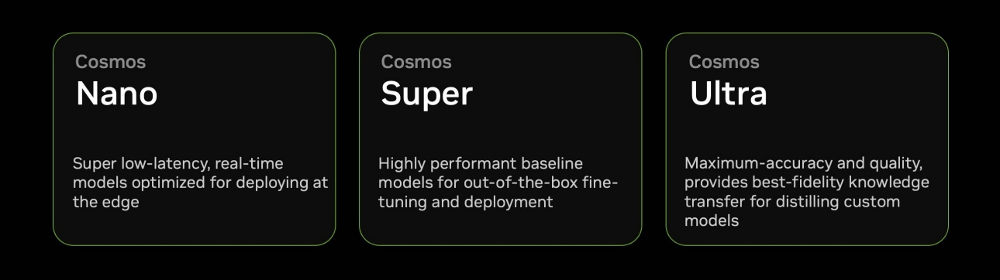 Cosmos
Nano
Super low-latency, real-time
models optimized for deploying at
the edge
Cosmos
Super
Highly performant baseline
models for out-of-the-box fine-
tuning and deployment
Cosmos
Ultra
Maximum-accuracy and quality,
provides best-fidelity knowledge
transfer for distilling custom
models